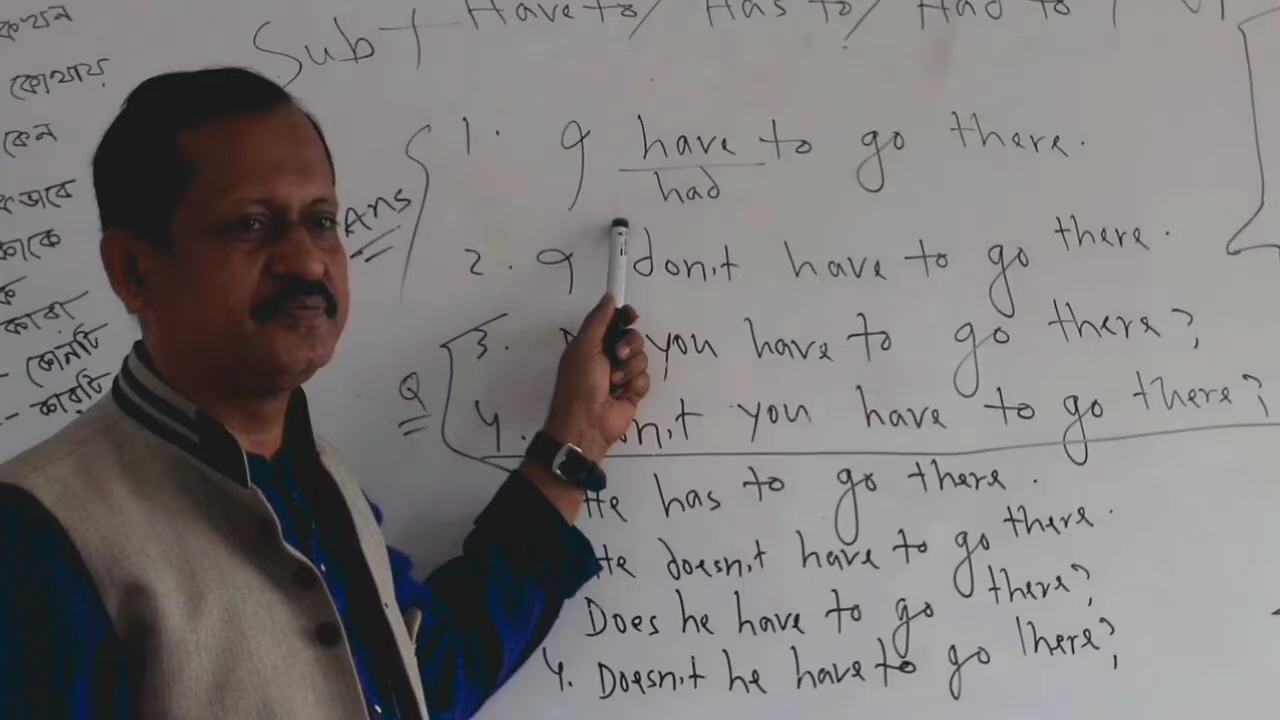 কখন
কোথায়
কেন
কাকে
কারা
- কোনটি
- কারটি
Sub + Have to / Has to / Had to +
Ans
1. I have to go there.
had
2. I don't have to go there.
Q
3. you have to go there?
4. you have to go there?
He has to go there.
He doesn't have to go there.
Does he have to go there?
4. Doesn't he have to go there?